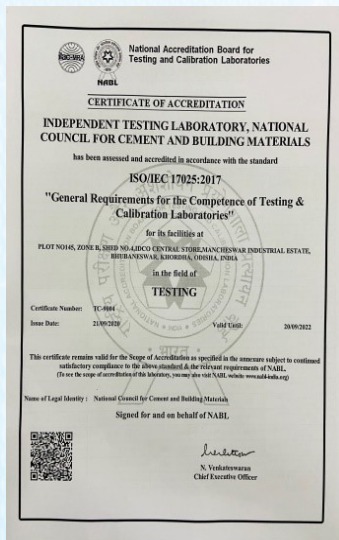 ilac-MRA
NABL
National Accreditation Board for
Testing and Calibration Laboratories
CERTIFICATE OF ACCREDITATION
INDEPENDENT TESTING LABORATORY, NATIONAL
COUNCIL FOR CEMENT AND BUILDING MATERIALS
has been assessed and accredited in accordance with the standard
ISO/IEC 17025:2017
"General Requirements for the Competence of Testing &
Calibration Laboratories"
for its facilities at
PLOT NO145, ZONE B, SHED NO.4,IDCO CENTRAL STORE,MANCHESWAR INDUSTRIAL ESTATE,
BHUBANESWAR, KHORDHA, ODISHA, INDIA
in the field of
TESTING
Certificate Number:
Issue Date: 21/09/2020 Valid Until: 20/09/2022
This certificate remains valid for the Scope of Accreditation as specified in the annexure subject to continued
satisfactory compliance to the above standard & the relevant requirements of NABL.
(To see the scope of accreditation of this laboratory, you may also visit NABL website www.nabl-india.org)
Name of Legal Identity : National Council for Cement and Building Materials
Signed for and on behalf of NABL
N. Venkateswaran
Chief Executive Officer